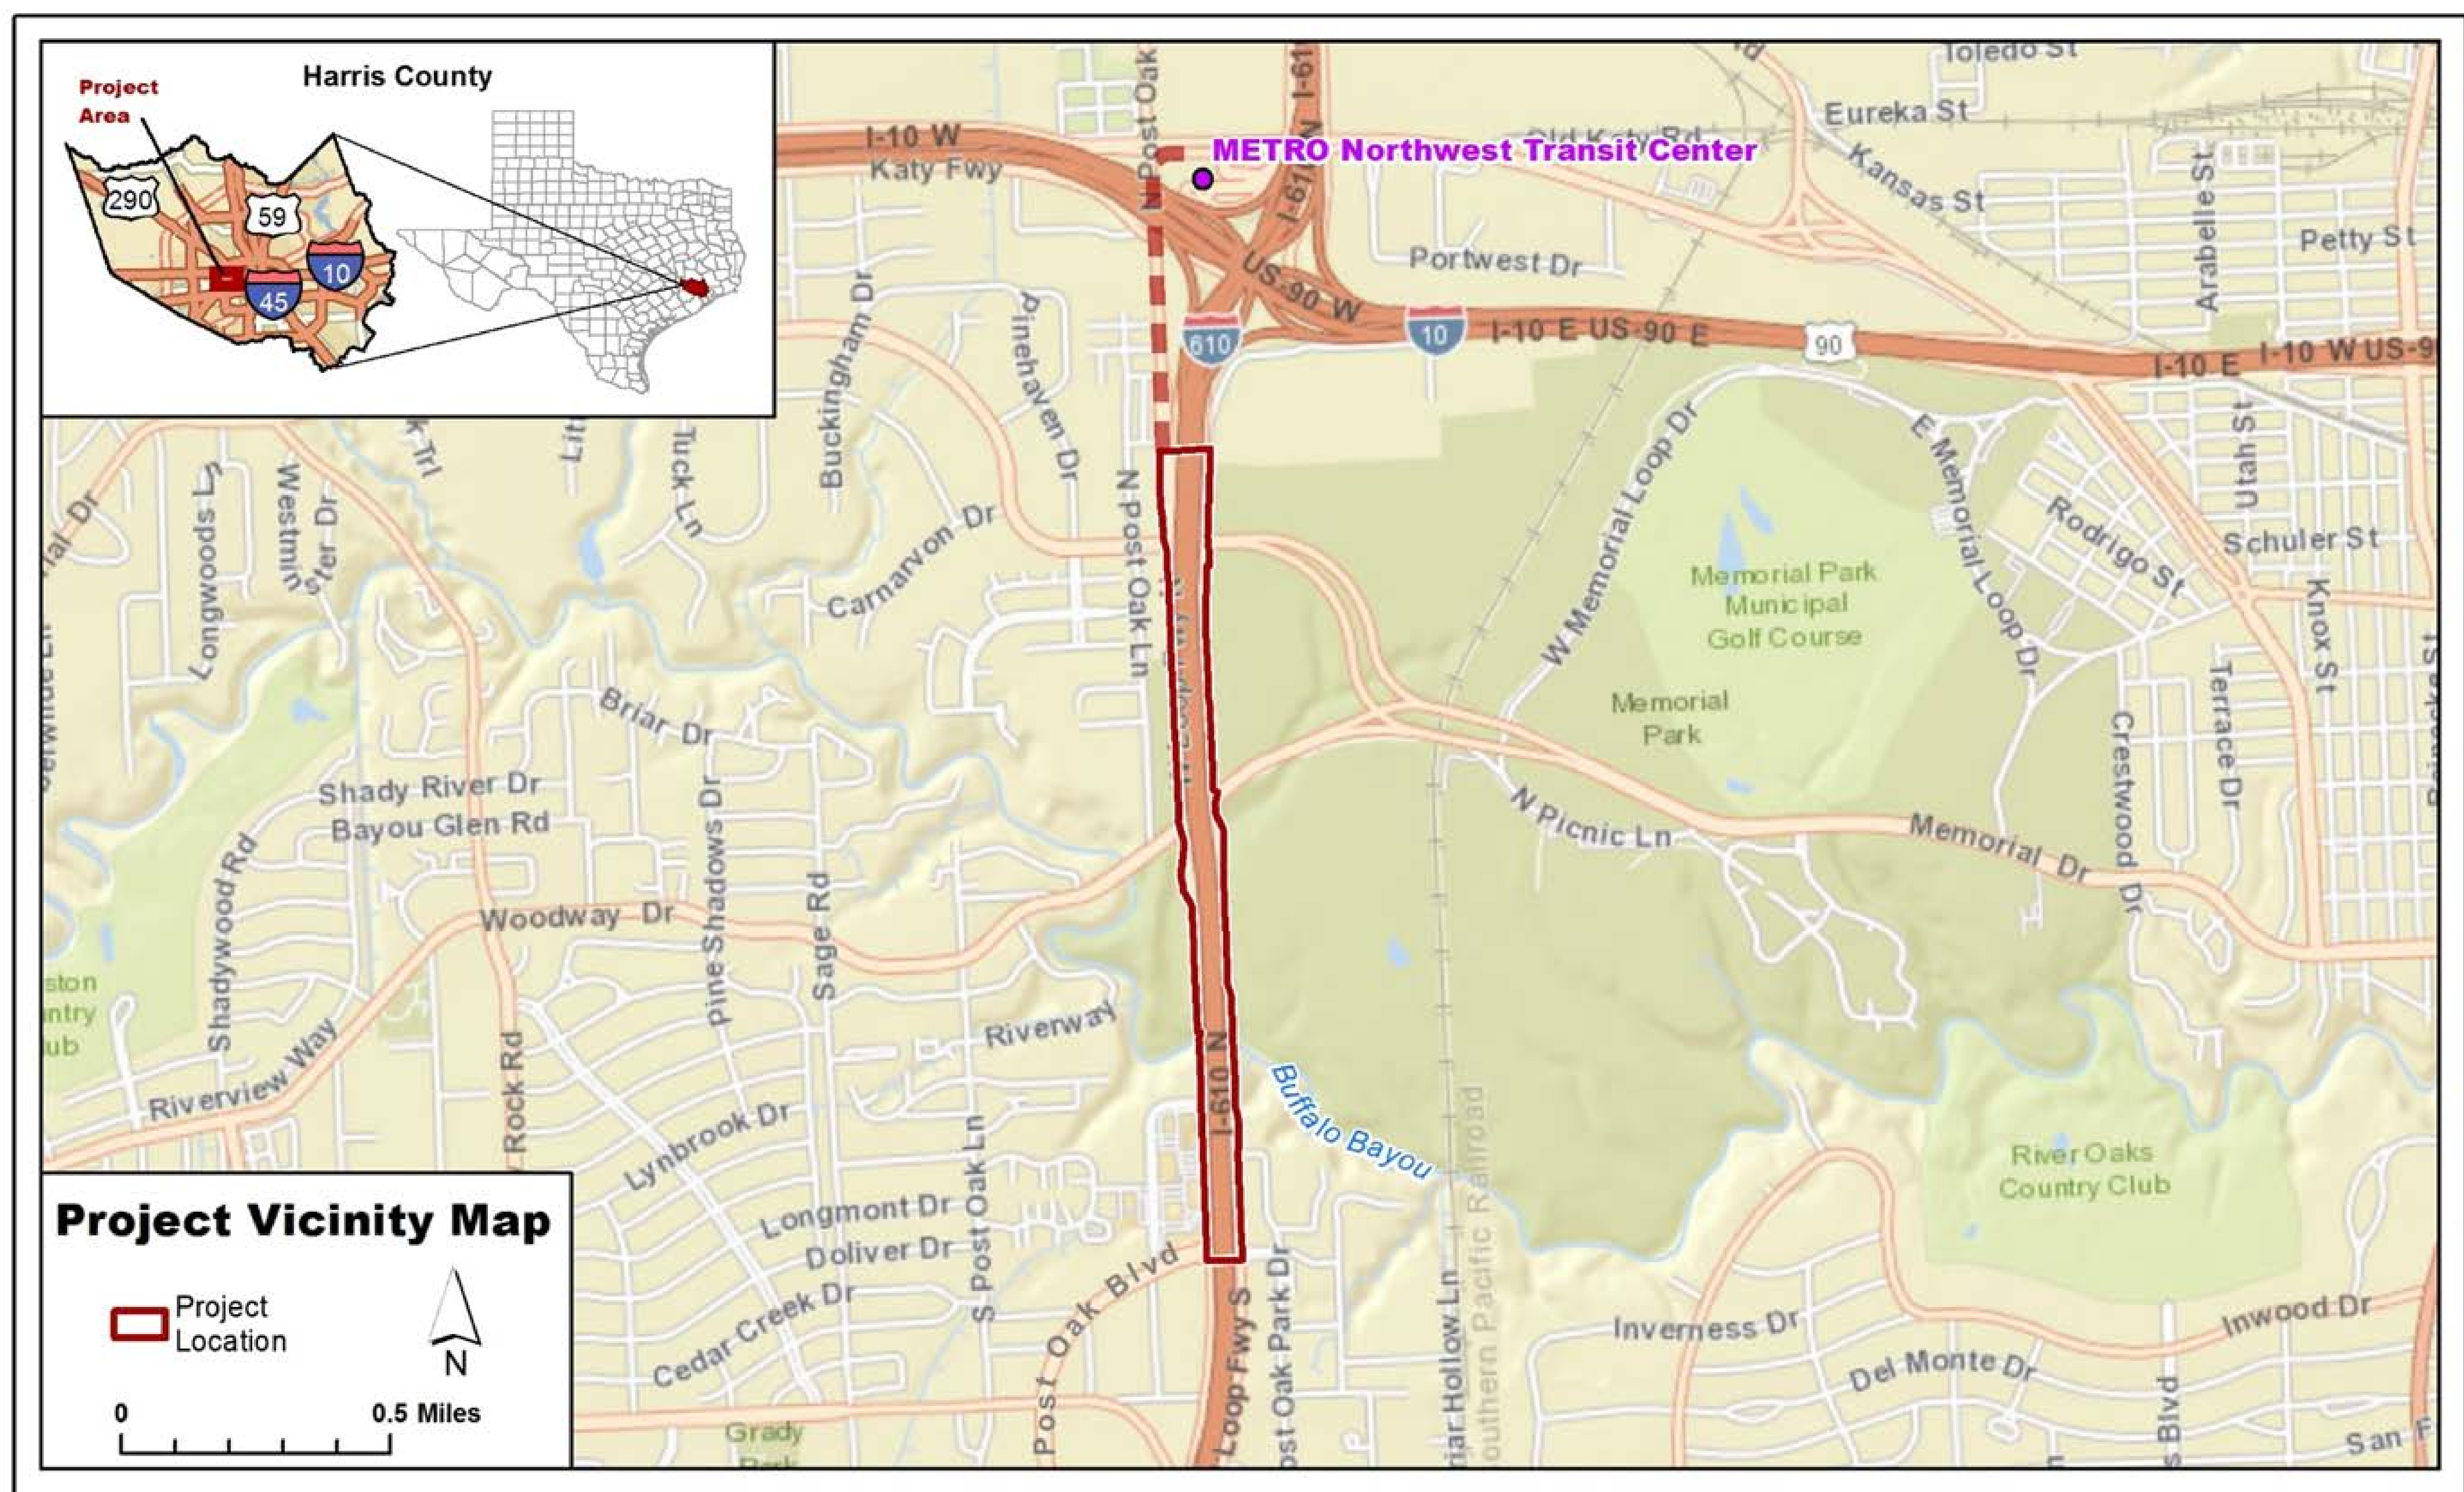 Harris County
Project
Area
290
59
10
45
N Post Oak
I-610 N
Toledo St
I-10 W
Katy Fwy
METRO Northwest Transit Center
Eureka St
Kansas St
Arabelle St
Petty St
Portwest Dr
US-90 W
610
10
I-10 E US-90 E
90
I-10 E
I-10 W US-9
Buckingham Dr
Pinehaven Dr
Tuck Ln
Longwoods Ln
Westminster Dr
N Post Oak Ln
Carnarvon Dr
W Memorial Loop Dr
E Memorial Loop Dr
Utah St
Rodrigo St
Schuler St
Knox St
Memorial Park
Municipal
Golf Course
Memorial
Park
Terrace Dr
Crestwood Dr
Briar Dr
Shady River Dr
Bayou Glen Rd
Shadywood Rd
Pine Shadows Dr
Sage Rd
Woodway Dr
N Picnic Ln
Memorial Dr
Riverway
Riverview Way
Rock Rd
I-610 N
Buffalo Bayou
Lynbrook Dr
Longmont Dr
Doliver Dr
Cedar Creek Dr
S Post Oak Ln
Post Oak Blvd
River Oaks
Country Club
Inverness Dr
Inwood Dr
Del Monte Dr
Loop Fwy S
ost Oak Park Dr
riar Hollow Ln
outhern Pacific Railroad
s Blvd
San F
Grady
Park
Project Vicinity Map
Project
Location
N
0
0.5 Miles